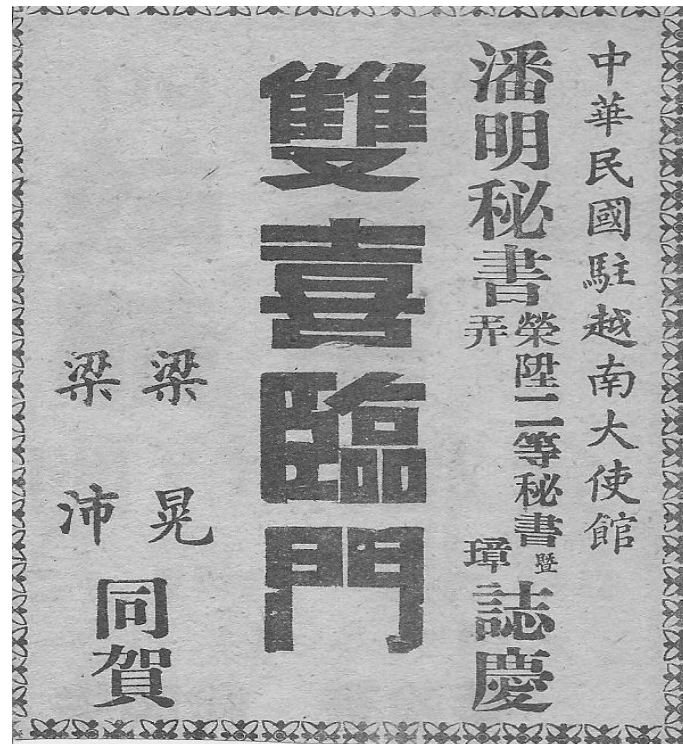 中華民國駐越南大使館
潘明秘書
榮陞二等秘書暨
弄璋
誌慶
雙喜臨門
梁晃
梁沛
同賀